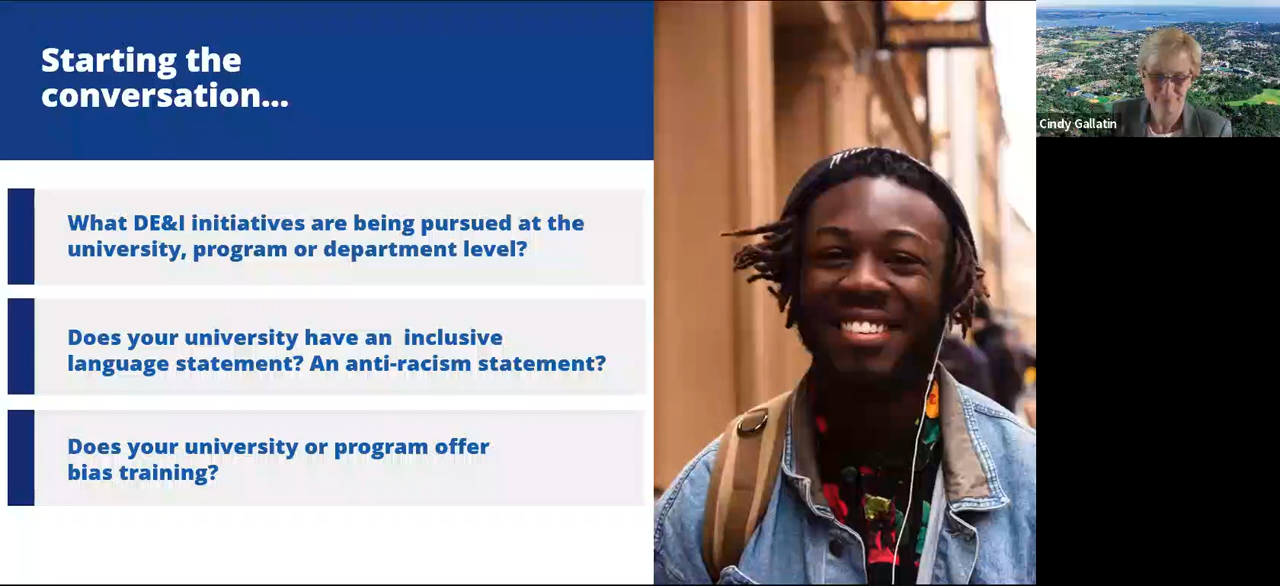 Starting the
conversation...
What DE&I initiatives are being pursued at the
university, program or department level?
Does your university have an  inclusive
language statement? An anti-racism statement?
Does your university or program offer
bias training?
Cindy Gallatin